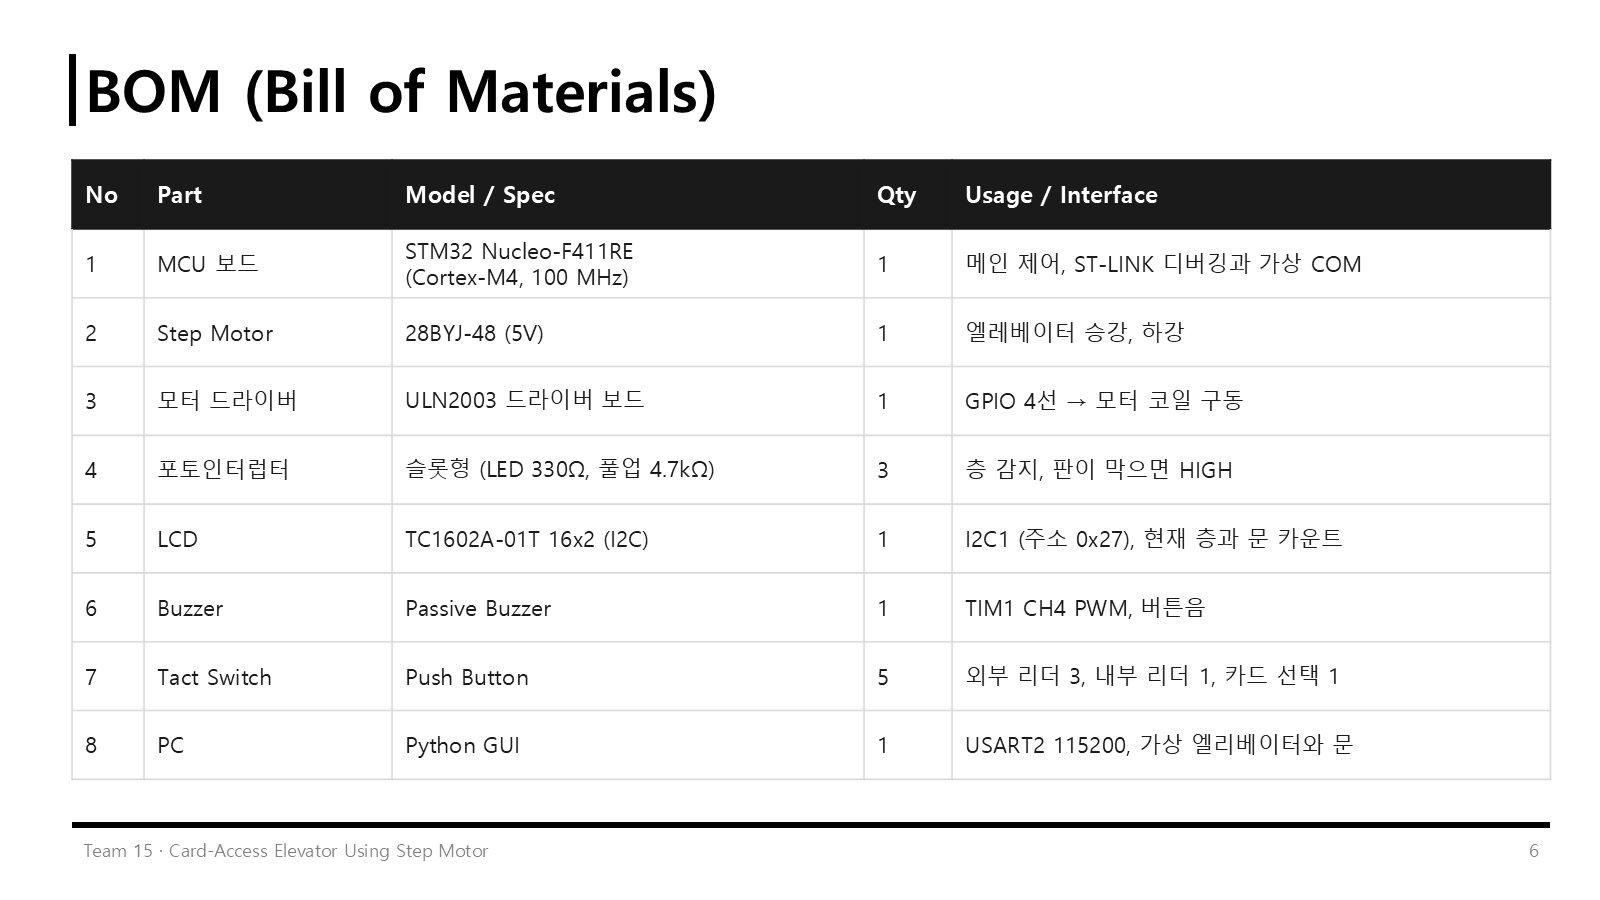 BOM (Bill of Materials)
No Part Model / Spec Qty Usage / Interface
1 MCU 보드 STM32 Nucleo-F411RE (Cortex-M4, 100 MHz) 1 메인 제어, ST-LINK 디버깅과 가상 COM
2 Step Motor 28BYJ-48 (5V) 1 엘레베이터 승강, 하강
3 모터 드라이버 ULN2003 드라이버 보드 1 GPIO 4선 → 모터 코일 구동
4 포토인터럽터 슬롯형 (LED 330Ω, 풀업 4.7kΩ) 3 층 감지, 판이 막으면 HIGH
5 LCD TC1602A-01T 16x2 (I2C) 1 I2C1 (주소 0x27), 현재 층과 문 카운트
6 Buzzer Passive Buzzer 1 TIM1 CH4 PWM, 버튼음
7 Tact Switch Push Button 5 외부 리더 3, 내부 리더 1, 카드 선택 1
8 PC Python GUI 1 USART2 115200, 가상 엘리베이터와 문
Team 15 · Card-Access Elevator Using Step Motor 6